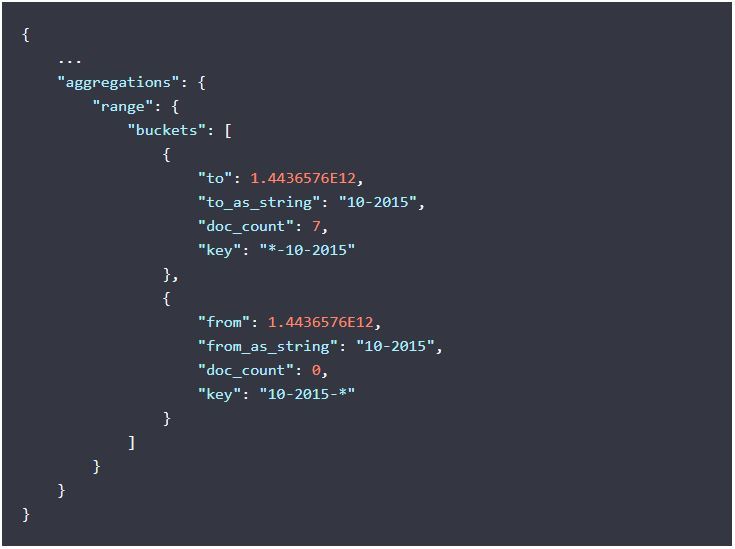 {
    ...
    "aggregations": {
        "range": {
            "buckets": [
                {
                    "to": 1.4436576E12,
                    "to_as_string": "10-2015",
                    "doc_count": 7,
                    "key": "*-10-2015"
                },
                {
                    "from": 1.4436576E12,
                    "from_as_string": "10-2015",
                    "doc_count": 0,
                    "key": "10-2015-*"
                }
            ]
        }
    }
}